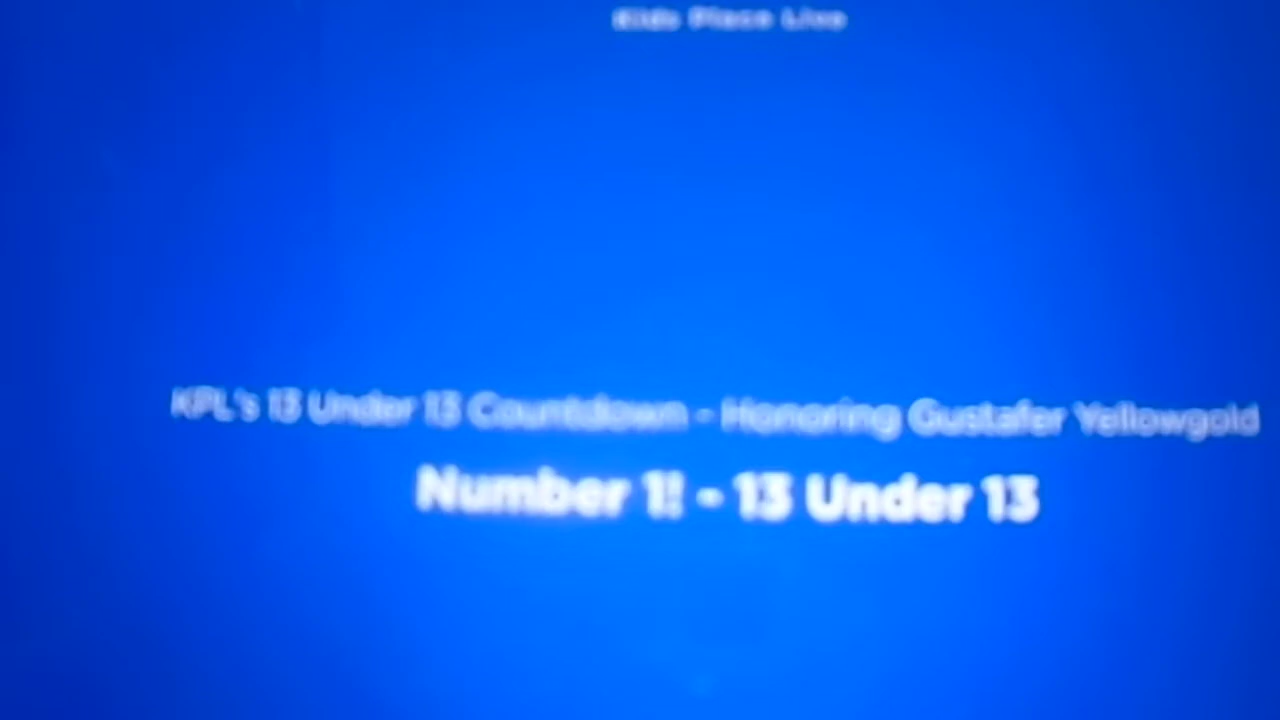 Kids Place Live
KPL's 13 Under 13 Countdown - Honoring Gustafer Yellowgold
Number 1! - 13 Under 13